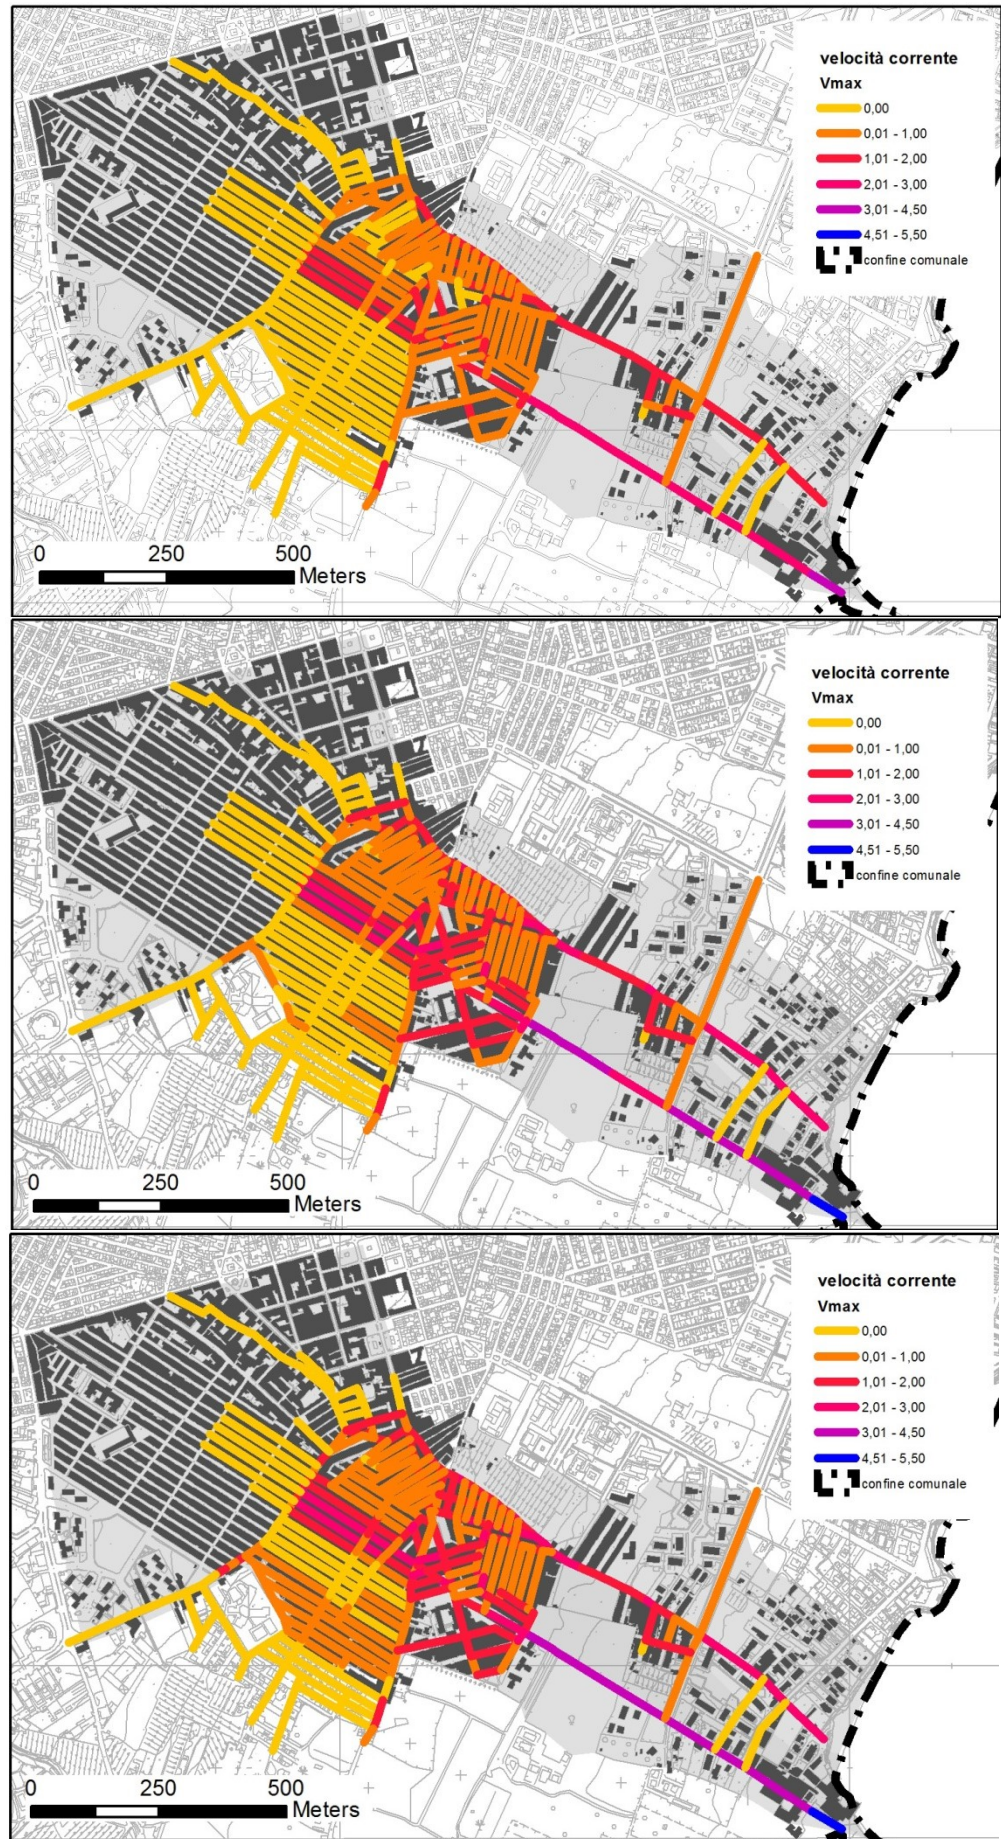 velocità corrente
Vmax
0,00
0,01 - 1,00
1,01 - 2,00
2,01 - 3,00
3,01 - 4,50
4,51 - 5,50
confine comunale
0 250 500
Meters
velocità corrente
Vmax
0,00
0,01 - 1,00
1,01 - 2,00
2,01 - 3,00
3,01 - 4,50
4,51 - 5,50
confine comunale
0 250 500
Meters
velocità corrente
Vmax
0,00
0,01 - 1,00
1,01 - 2,00
2,01 - 3,00
3,01 - 4,50
4,51 - 5,50
confine comunale
0 250 500
Meters